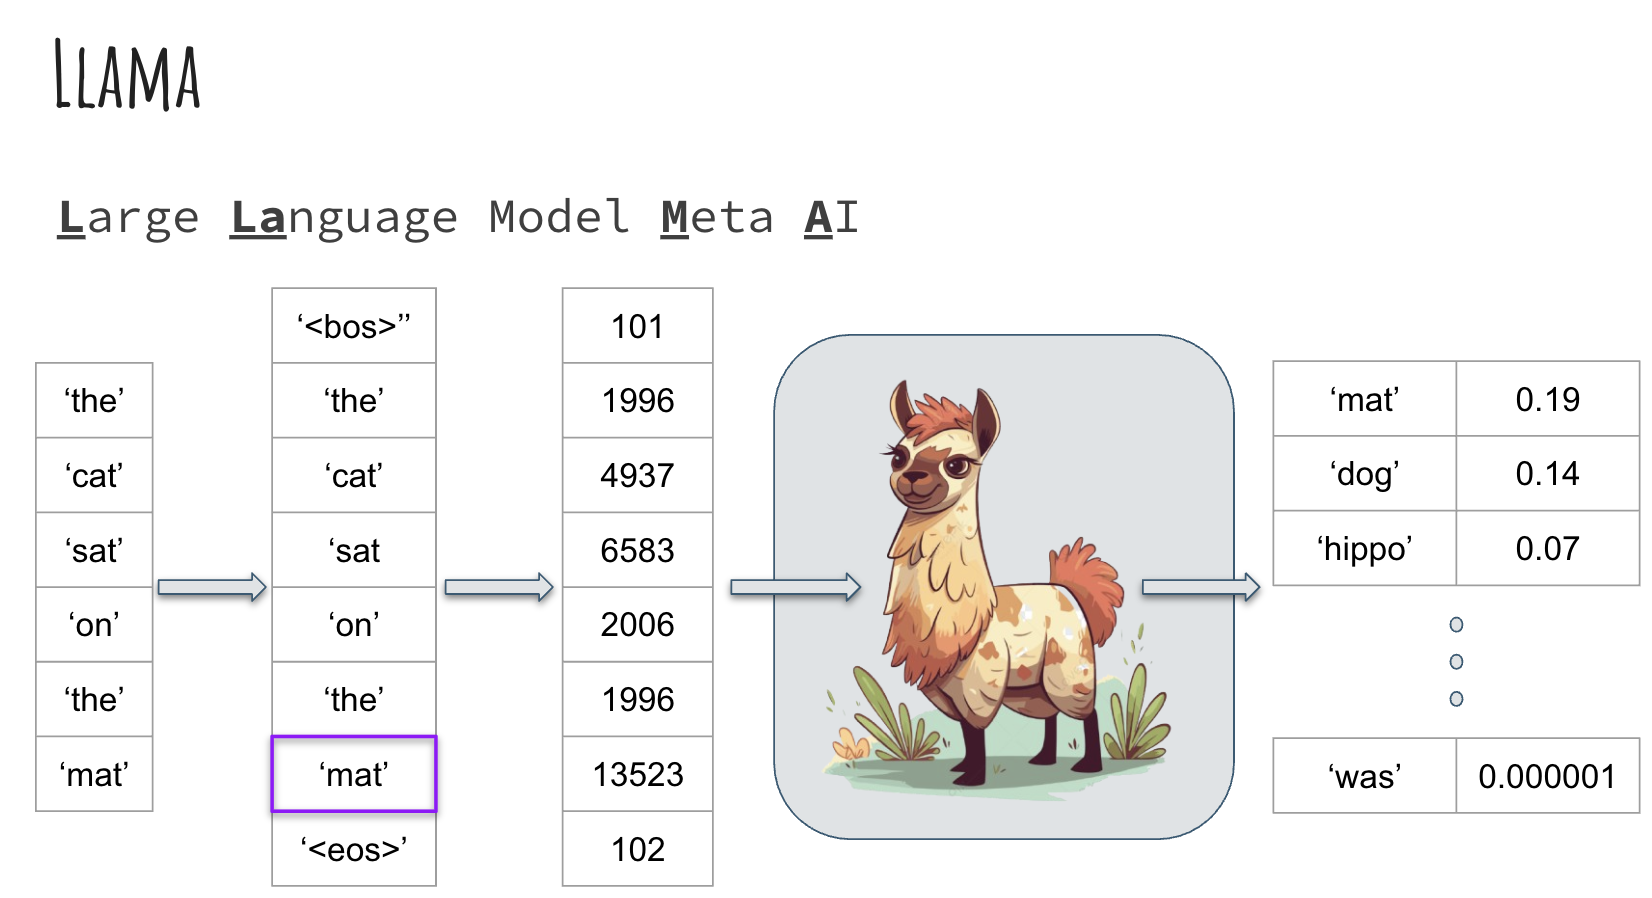 LLAMA
Large Language Model Meta AI
‘the’
‘cat’
‘sat’
‘on’
‘the’
‘mat’
‘<bos>’’
‘the’
‘cat’
‘sat
‘on’
‘the’
‘mat’
‘<eos>’
101
1996
4937
6583
2006
1996
13523
102
‘mat’ 0.19
‘dog’ 0.14
‘hippo’ 0.07
‘was’ 0.000001